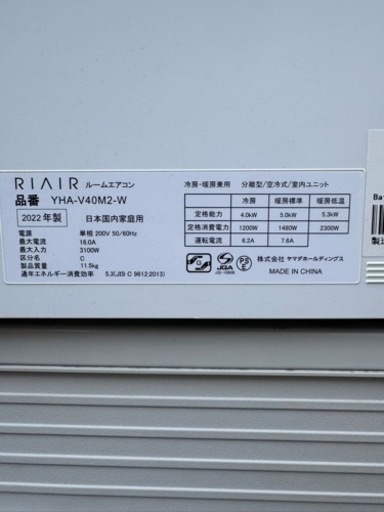 RIAIR ルームエアコン
品番 YHA-V40M2-W
2022年製 日本国内家庭用
電源 単相 200V 50/60Hz
最大電流 16.0A
最大入力 3100W
区分名 C
製品質量 11.5kg
通年エネルギー消費効率 5.3(JIS C 9612:2013)
冷房・暖房兼用 分離型/空冷式/室内ユニット
冷房 暖房標準 暖房低温
定格能力 4.0kW 5.0kW 5.3kW
定格消費電力 1200W 1480W 2300W
運転電流 6.2A 7.6A
株式会社 ヤマダホールディングス
MADE IN CHINA
Ba
製造